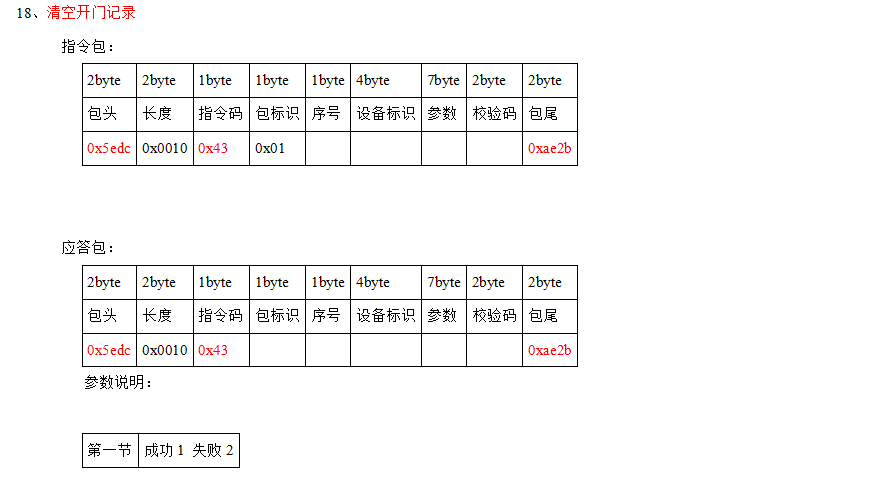 18、清空开门记录
指令包：
2byte 2byte 1byte 1byte 1byte 4byte 7byte 2byte 2byte
包头 长度 指令码 包标识 序号 设备标识 参数 校验码 包尾
0x5edc 0x0010 0x43 0x01 0xae2b
应答包：
2byte 2byte 1byte 1byte 1byte 4byte 7byte 2byte 2byte
包头 长度 指令码 包标识 序号 设备标识 参数 校验码 包尾
0x5edc 0x0010 0x43 0xae2b
参数说明：
第一节 成功 1 失败 2